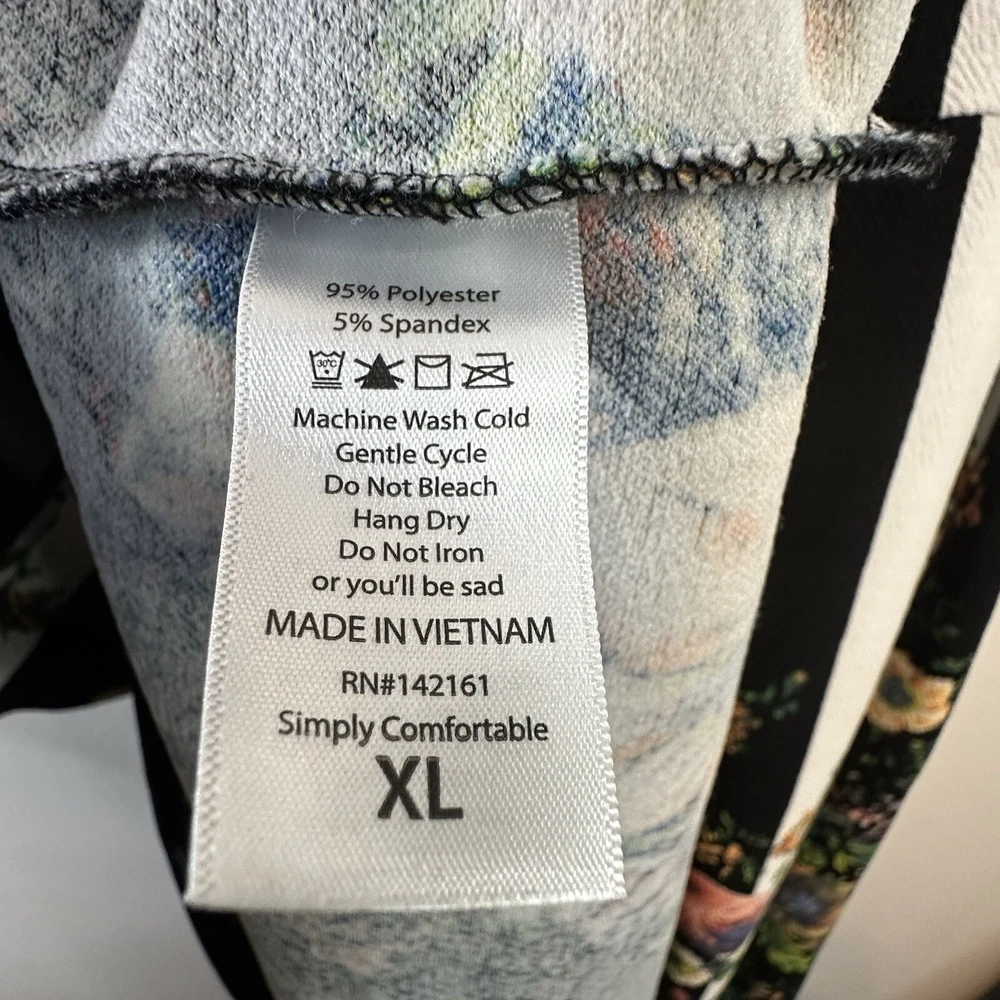 95% Polyester
5% Spandex
30°C
Machine Wash Cold
Gentle Cycle
Do Not Bleach
Hang Dry
Do Not Iron
or you'll be sad
MADE IN VIETNAM
RN#142161
Simply Comfortable
XL